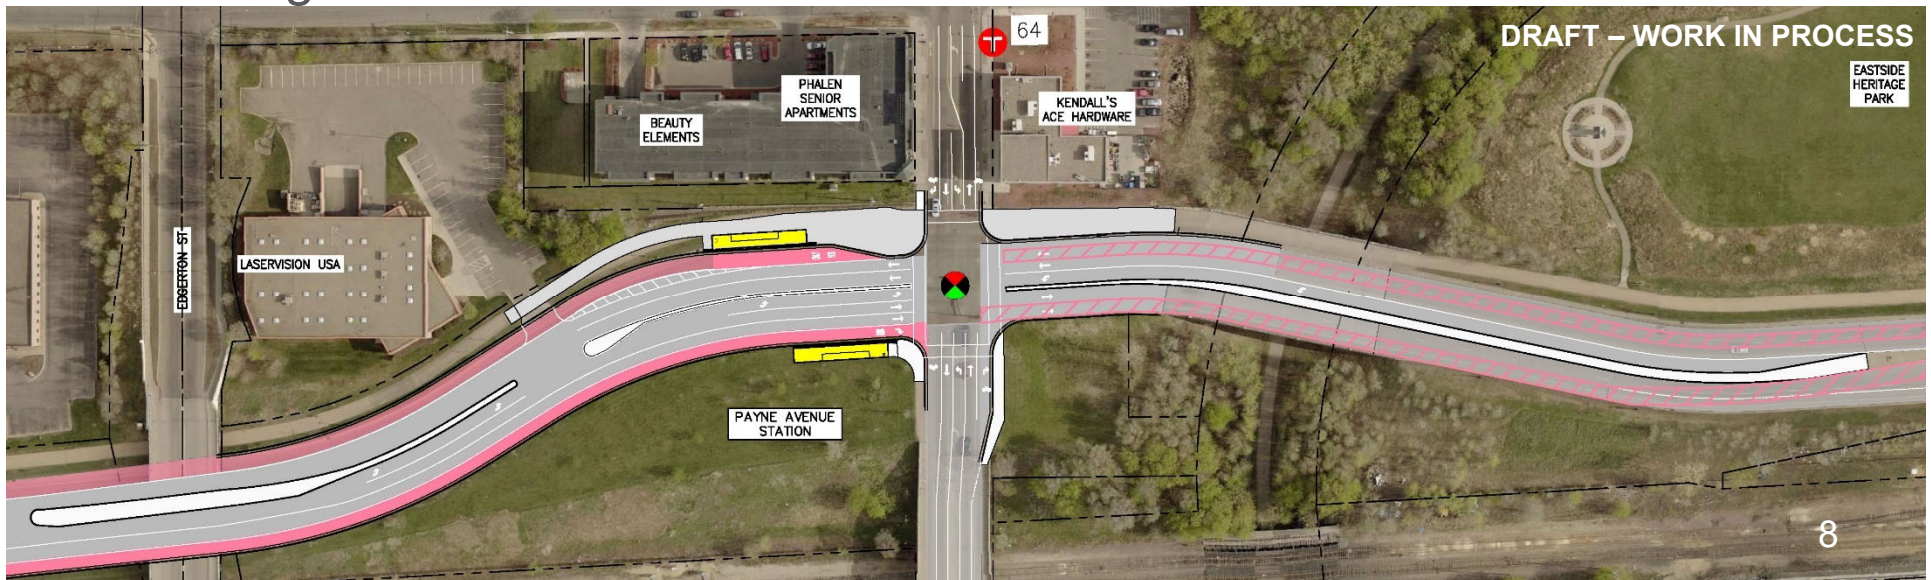 DRAFT – WORK IN PROCESS
64
EASTSIDE
HERITAGE
PARK
PHALEN
SENIOR
APARTMENTS
KENDALL'S
ACE HARDWARE
BEAUTY
ELEMENTS
EDGERTON ST
LASERVISION USA
PAYNE AVENUE
STATION
8